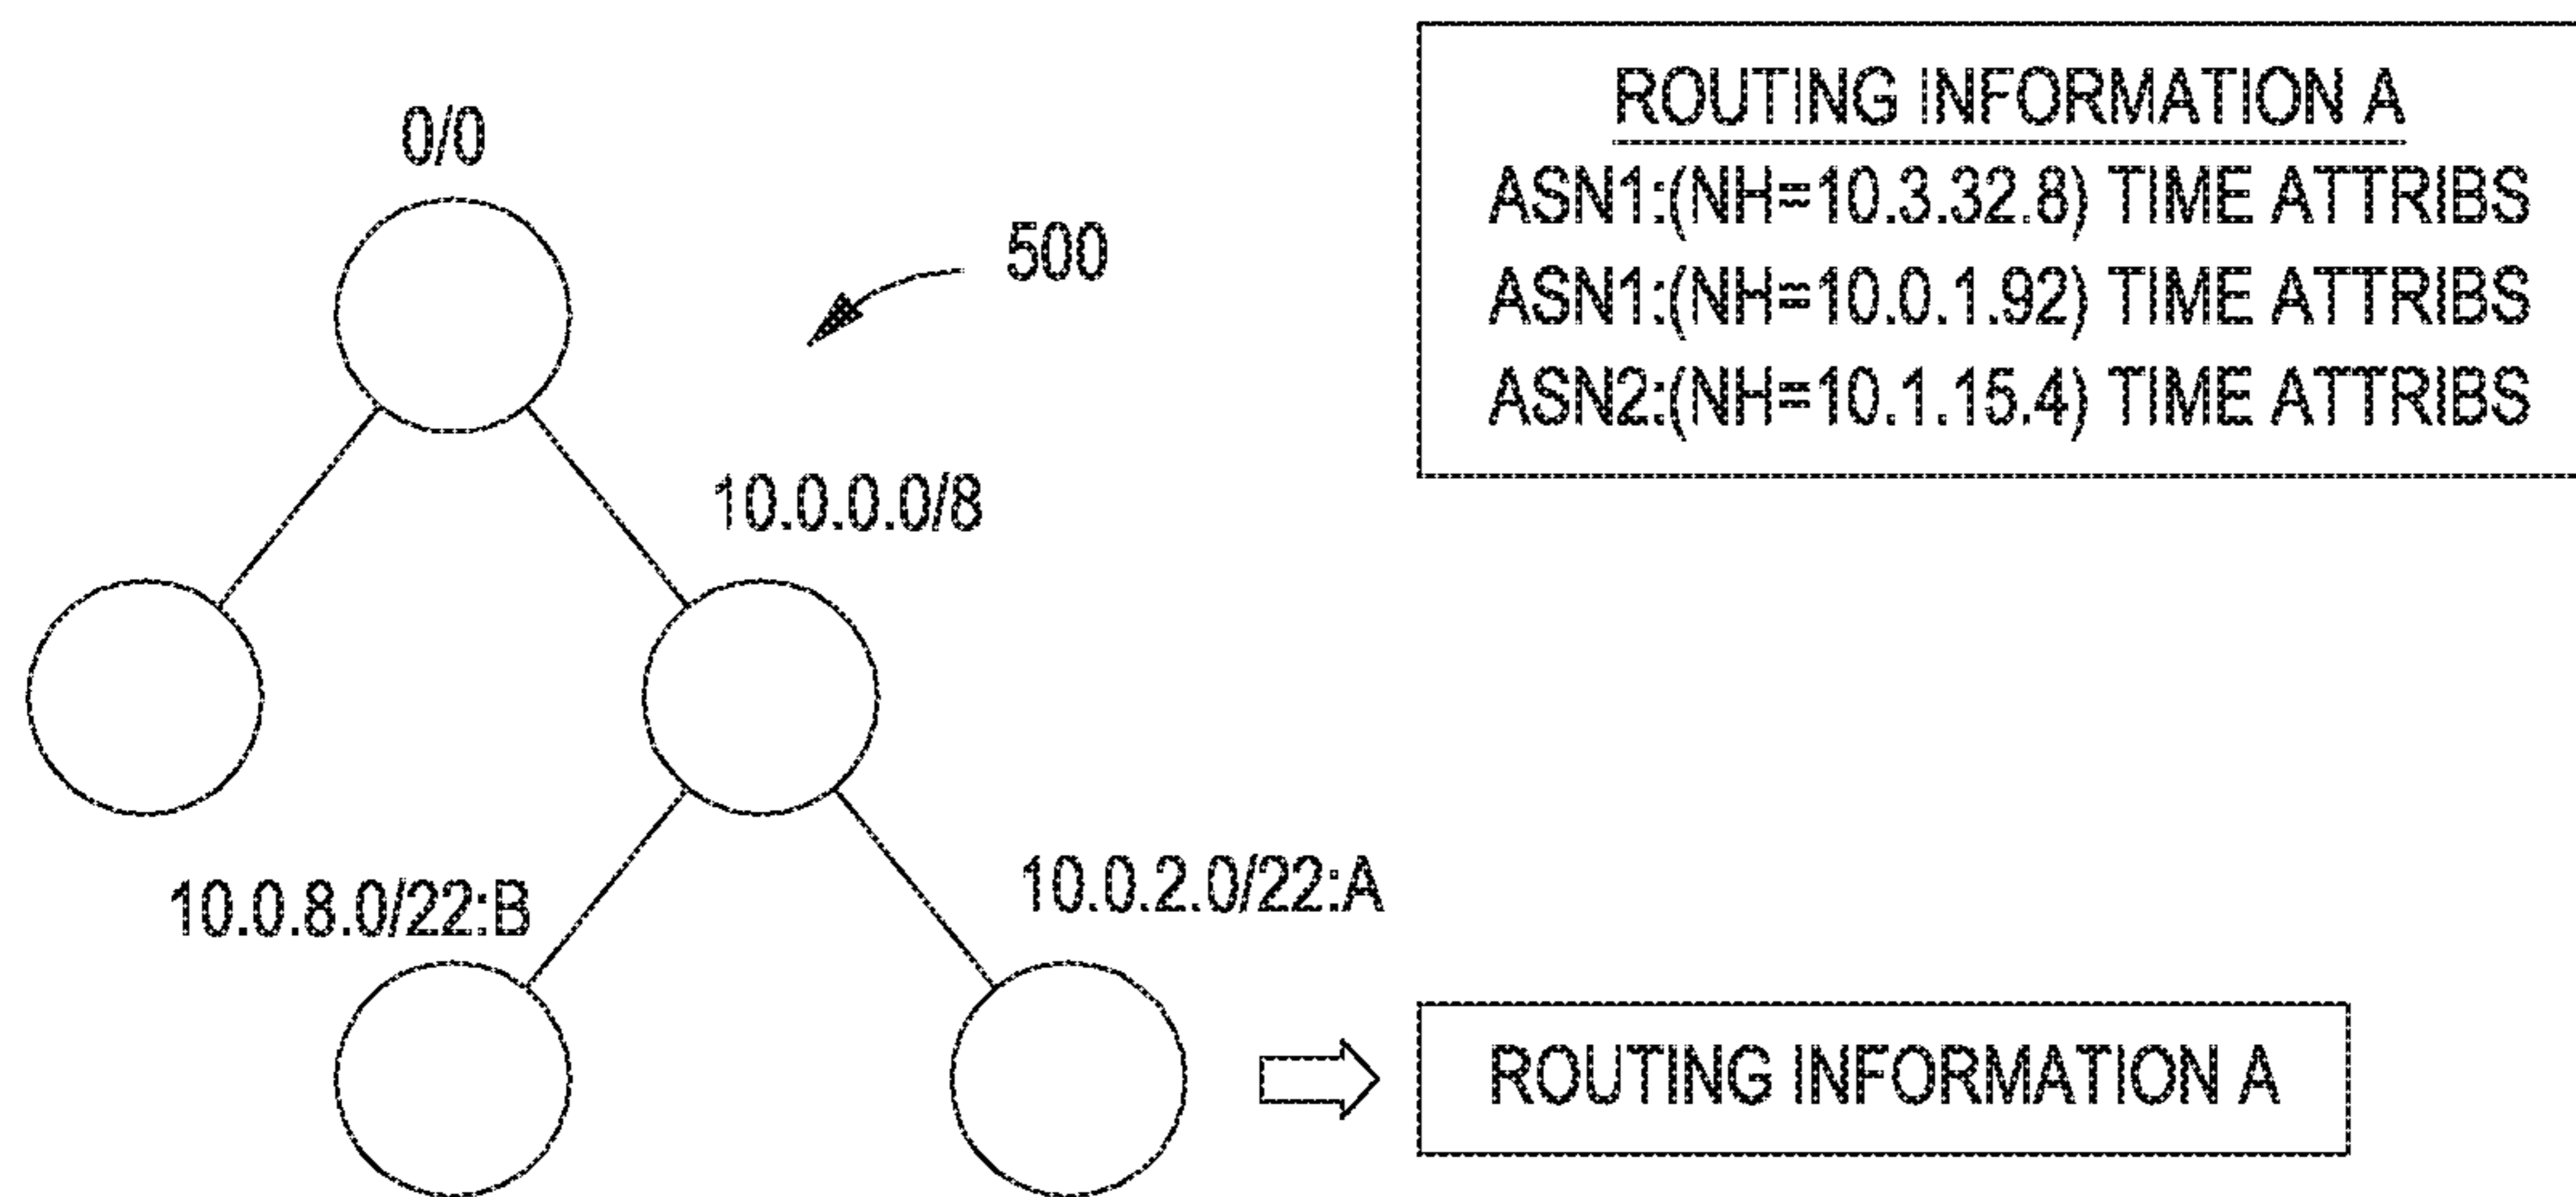 0/0
500
10.0.0.0/8
10.0.8.0/22:B
10.0.2.0/22:A
ROUTING INFORMATION A
ASN1:(NH=10.3.32.8) TIME ATTRIBS
ASN1:(NH=10.0.1.92) TIME ATTRIBS
ASN2:(NH=10.1.15.4) TIME ATTRIBS
ROUTING INFORMATION A